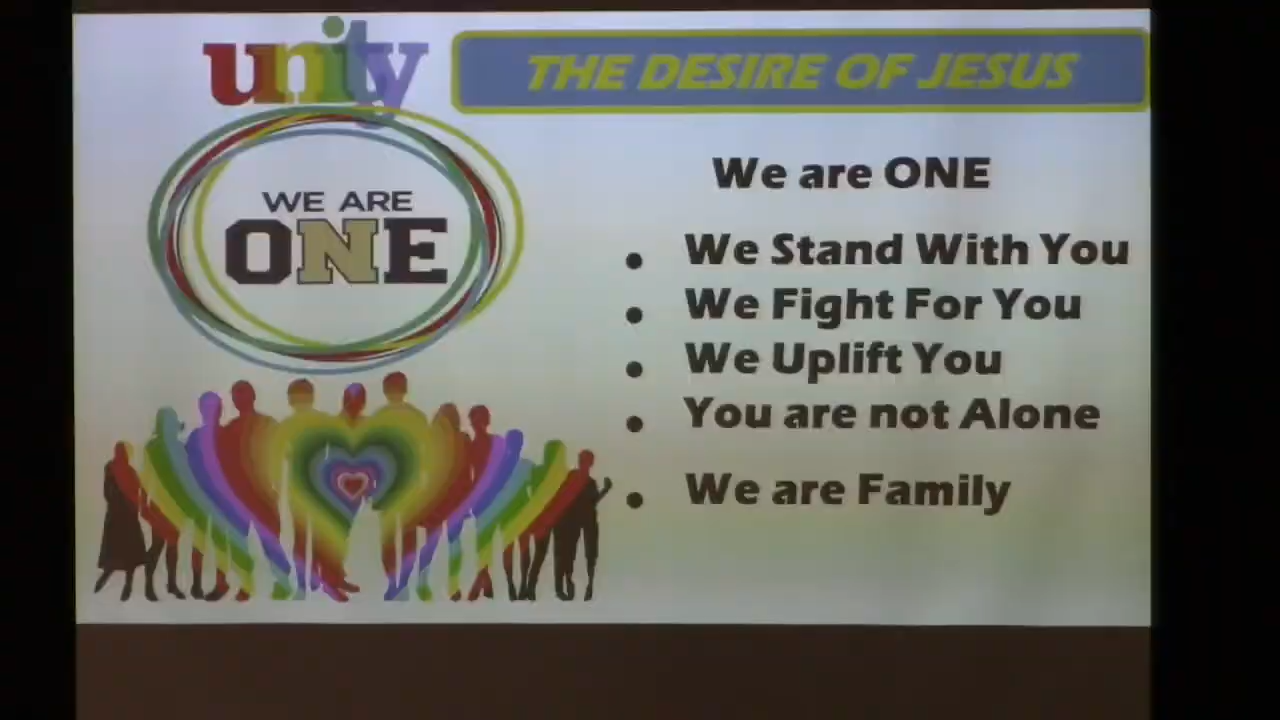 unity
THE DESIRE OF JESUS
WE ARE
ONE
We are ONE
• We Stand With You
• We Fight For You
• We Uplift You
• You are not Alone
• We are Family